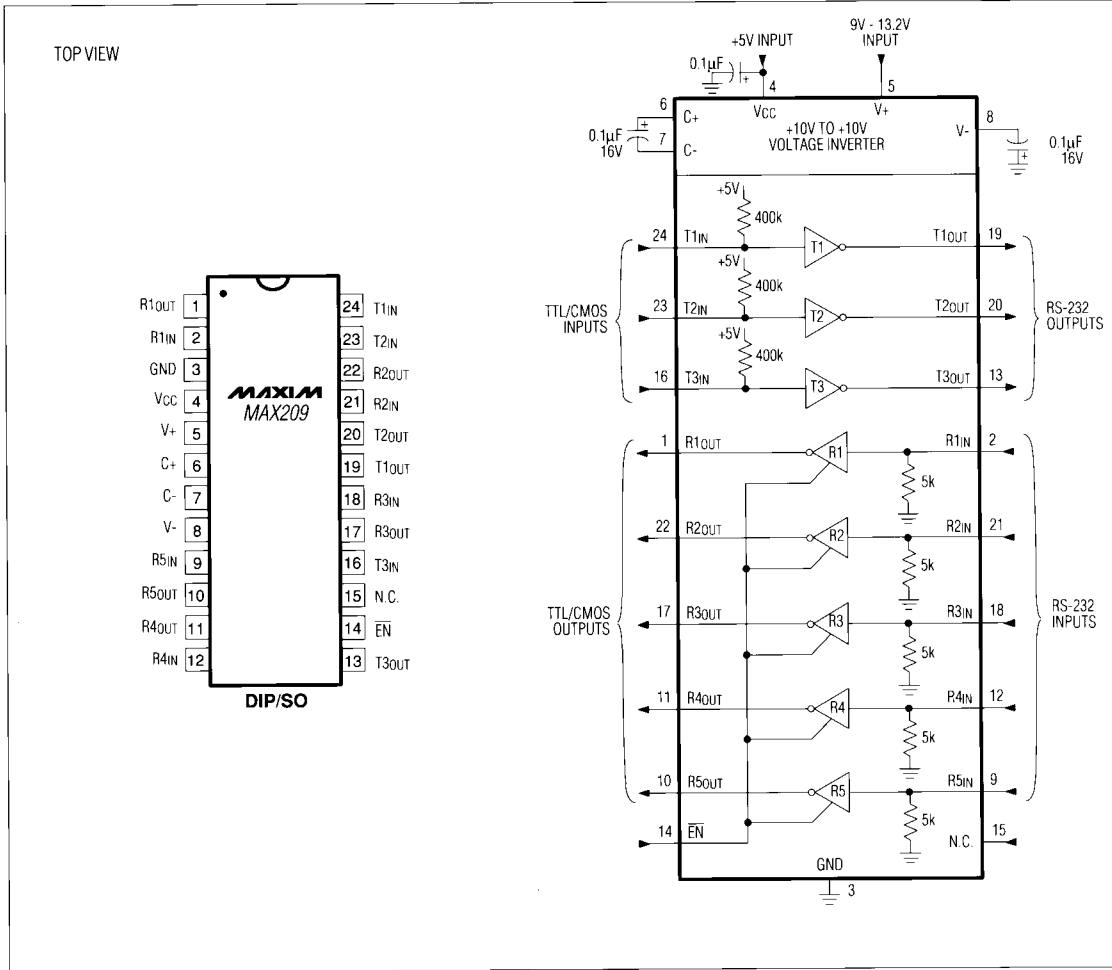 TOP VIEW
R1OUT 1
R1IN 2
GND 3
VCC 4
V+ 5
C+ 6
C- 7
V- 8
R5IN 9
R5OUT 10
R4OUT 11
R4IN 12
MAXIM
MAX209
24 T1IN
23 T2IN
22 R2OUT
21 R2IN
20 T2OUT
19 T1OUT
18 R3IN
17 R3OUT
16 T3IN
15 N.C.
14 EN
13 T3OUT
DIP/SO
+5V INPUT
9V - 13.2V
INPUT
0.1µF
+
4
5
VCC
V+
6
C+
+
0.1µF
16V
7
C-
+10V TO +10V
VOLTAGE INVERTER
V-
8
0.1µF
+
16V
+5V
400k
24 T1IN T1 T1OUT 19
+5V
400k
TTL/CMOS
INPUTS
23 T2IN T2 T2OUT 20
RS-232
OUTPUTS
+5V
400k
16 T3IN T3 T3OUT 13
1 R1OUT R1 R1IN 2
5k
22 R2OUT R2 R2IN 21
5k
TTL/CMOS
OUTPUTS
17 R3OUT R3 R3IN 18
RS-232
INPUTS
5k
11 R4OUT R4 R4IN 12
5k
10 R5OUT R5 R5IN 9
5k
14 EN
N.C. 15
GND
3